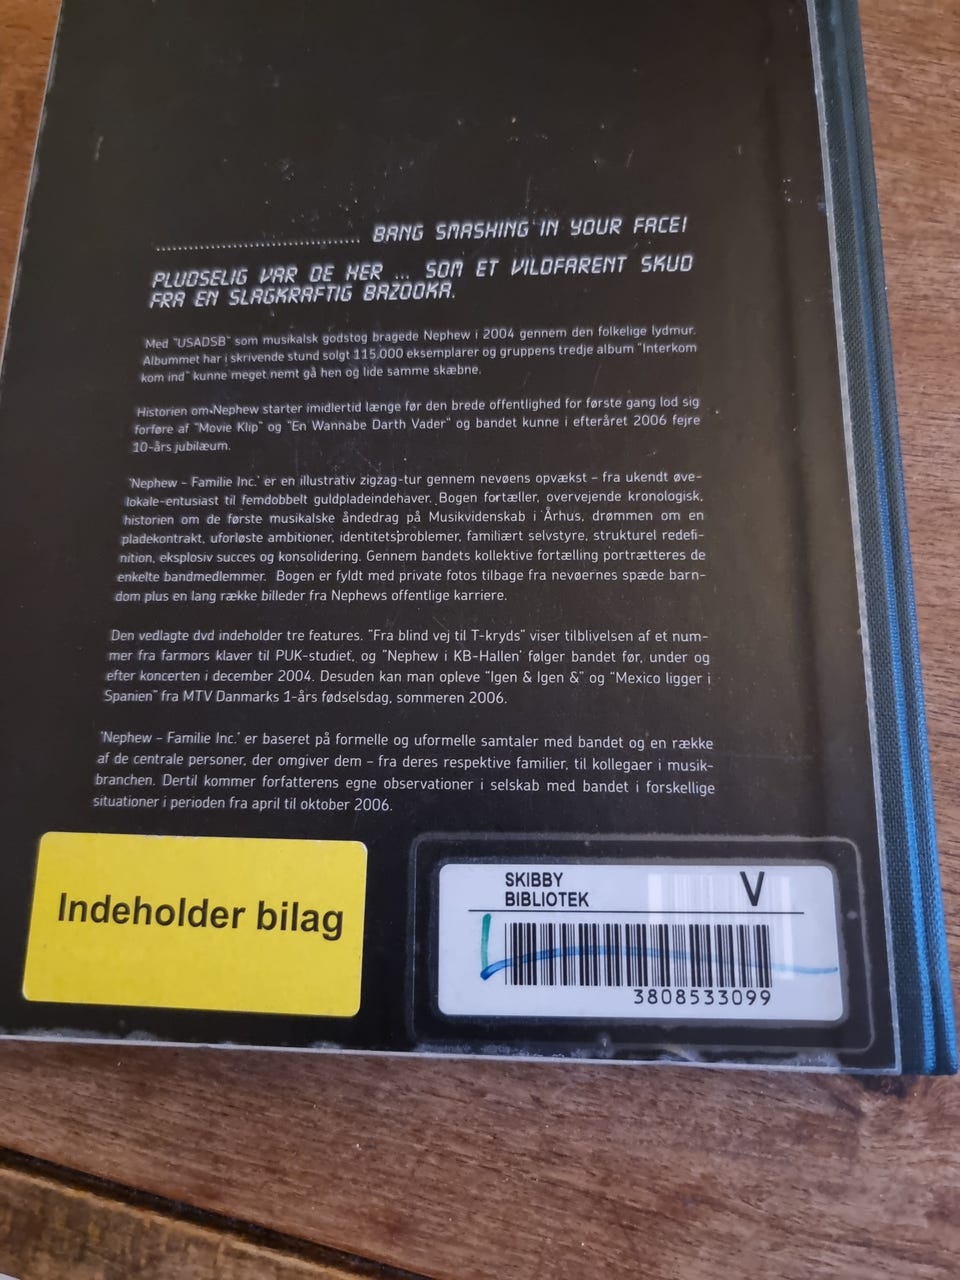 ................................... BANG SMASHING IN YOUR FACE!
PLUDSELIG VAR DE HER ... SOM ET VILDFARENT SKUD
FRA EN SLAGKRAFTIG BAZOOKA.
Med "USADSB" som musikalsk godstog bragede Nephew i 2004 gennem den folkelige lydmur.
Albummet har i skrivende stund solgt 115.000 eksemplarer og gruppens tredje album "Interkom
kom ind" kunne meget nemt gå hen og lide samme skæbne.
Historien om Nephew starter imidlertid længe før den brede offentlighed for første gang lod sig
forføre af "Movie Klip" og "En Wannabe Darth Vader" og bandet kunne i efteråret 2006 fejre
10-års jubilæum.
'Nephew – Familie Inc.' er en illustrativ zigzag-tur gennem nevøens opvækst – fra ukendt øve-
lokale-entusiast til femdobbelt guldpladeindehaver. Bogen fortæller, overvejende kronologisk,
historien om de første musikalske åndedrag på Musikvidenskab i Århus, drømmen om en
pladekontrakt, uforløste ambitioner, identitetsproblemer, familiært selvstyre, strukturel redefi-
nition, eksplosiv succes og konsolidering. Gennem bandets kollektive fortælling portrætteres de
enkelte bandmedlemmer. Bogen er fyldt med private fotos tilbage fra nevøernes spæde barn-
dom plus en lang række billeder fra Nephews offentlige karriere.
Den vedlagte dvd indeholder tre features. "Fra blind vej til T-kryds" viser tilblivelsen af et num-
mer fra farmors klaver til PUK-studiet, og "Nephew i KB-Hallen' følger bandet før, under og
efter koncerten i december 2004. Desuden kan man opleve "Igen & Igen &" og "Mexico ligger i
Spanien" fra MTV Danmarks 1-års fødselsdag, sommeren 2006.
'Nephew – Familie Inc.' er baseret på formelle og uformelle samtaler med bandet og en række
af de centrale personer, der omgiver dem – fra deres respektive familier, til kollegaer i musik-
branchen. Dertil kommer forfatterens egne observationer i selskab med bandet i forskellige
situationer i perioden fra april til oktober 2006.
Indeholder bilag
SKIBBY V
BIBLIOTEK
3808533099